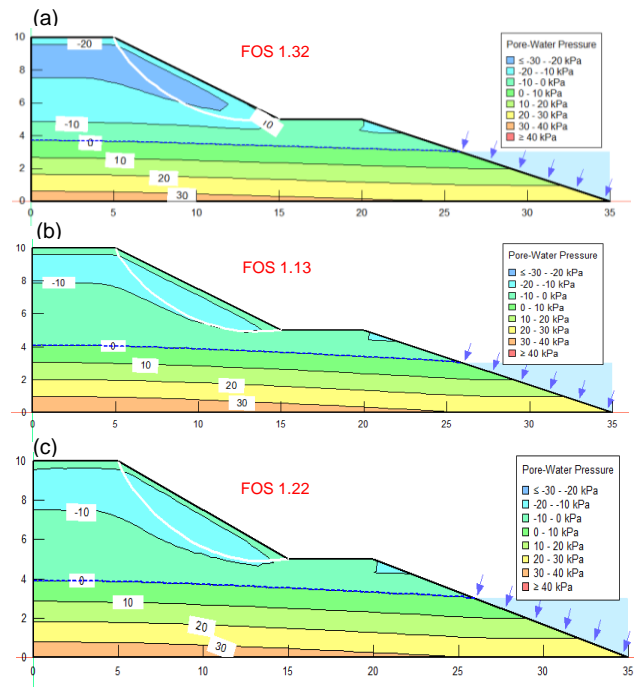 (a)
FOS 1.32
Pore-Water Pressure
≤ -30 - -20 kPa
-20 - -10 kPa
-10 - 0 kPa
0 - 10 kPa
10 - 20 kPa
20 - 30 kPa
30 - 40 kPa
≥ 40 kPa
10
8
6
4
2
0
-20
-10
-10
0
10
20
30
0 5 10 15 20 25 30 35
(b)
FOS 1.13
Pore-Water Pressure
≤ -30 - -20 kPa
-20 - -10 kPa
-10 - 0 kPa
0 - 10 kPa
10 - 20 kPa
20 - 30 kPa
30 - 40 kPa
≥ 40 kPa
10
8
6
4
2
0
-10
0
10
20
30
0 5 10 15 20 25 30 35
(c)
FOS 1.22
Pore-Water Pressure
≤ -30 - -20 kPa
-20 - -10 kPa
-10 - 0 kPa
0 - 10 kPa
10 - 20 kPa
20 - 30 kPa
30 - 40 kPa
≥ 40 kPa
10
8
6
4
2
0
-10
0
10
20
30
0 5 10 15 20 25 30 35